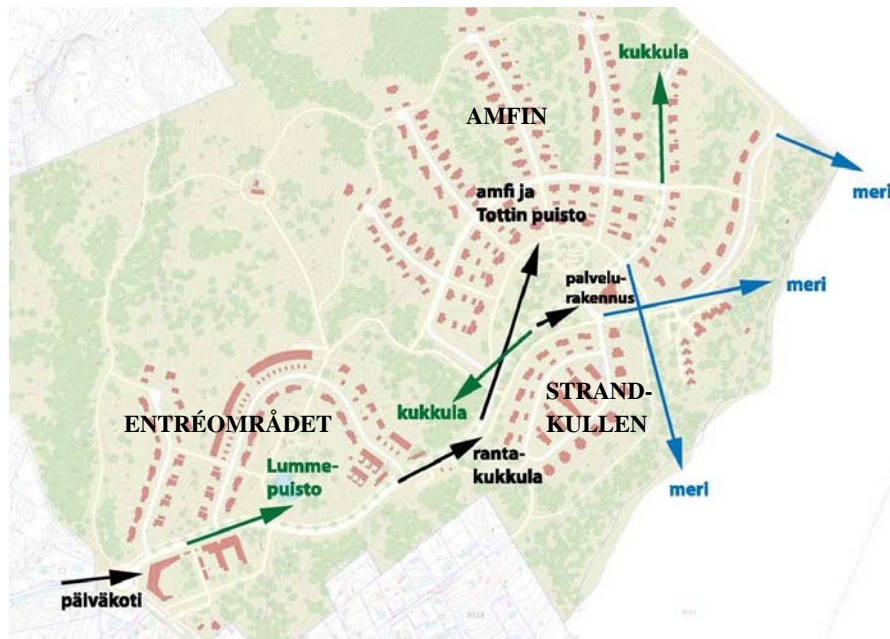 kukkula
AMFIN
meri
amfi ja
Tottin puisto
palvelu-
rakennus
meri
kukkula
STRAND-
KULLEN
ENTRÉOMRÅDET
Lumme-
puisto
ranta-
kukkula
meri
päiväkoti